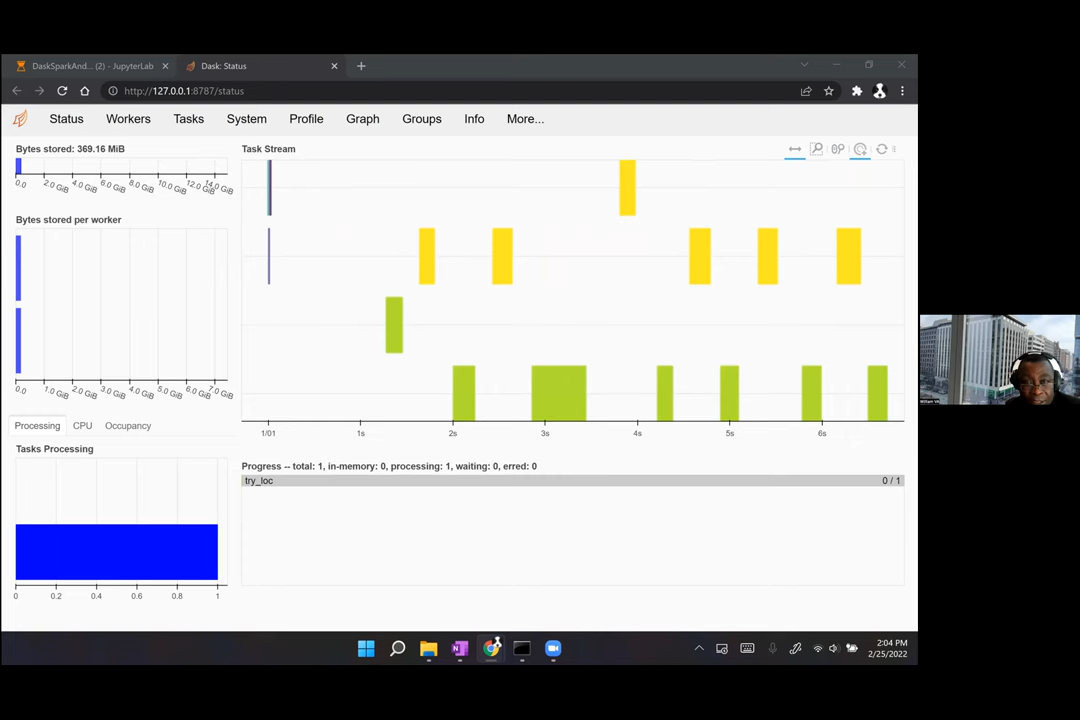 DaskSparkAnd... (2) - JupyterLab
Dask: Status
http://127.0.0.1:8787/status
Status Workers Tasks System Profile Graph Groups Info More...
Bytes stored: 369.16 MiB
0.0 2.0 GiB 4.0 GiB 6.0 GiB 8.0 GiB 10.0 GiB 12.0 GiB 14.0 GiB
Bytes stored per worker
0.0 1.0 GiB 2.0 GiB 3.0 GiB 4.0 GiB 5.0 GiB 6.0 GiB 7.0 GiB
Processing CPU Occupancy
Tasks Processing
0 0.2 0.4 0.6 0.8 1
Task Stream
1/01 1s 2s 3s 4s 5s 6s
Progress -- total: 1, in-memory: 0, processing: 1, waiting: 0, erred: 0
try_loc 0 / 1
2:04 PM
2/25/2022